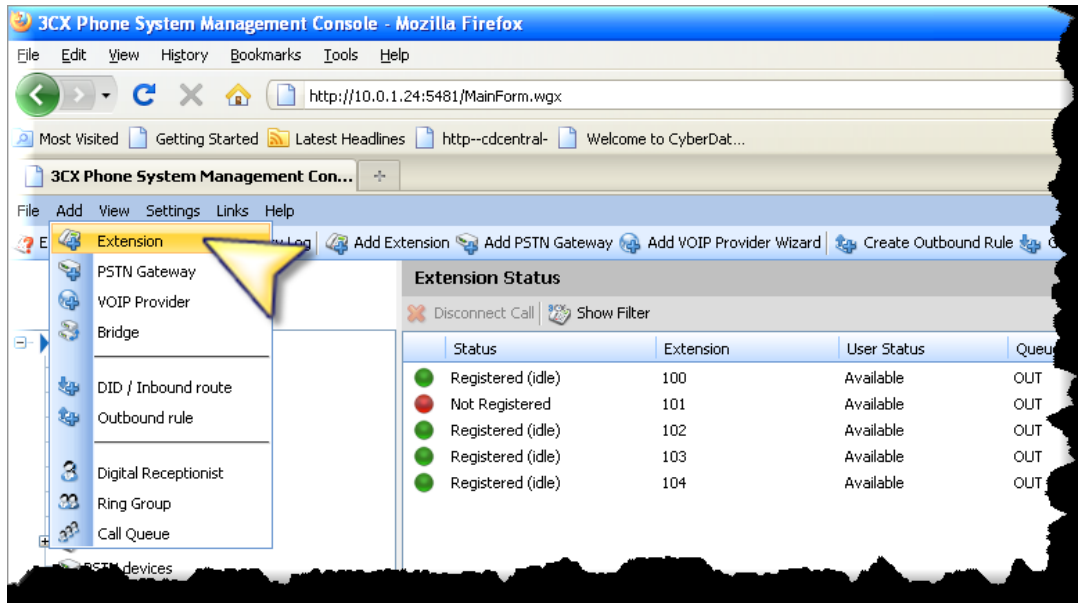 3CX Phone System Management Console - Mozilla Firefox
File Edit View History Bookmarks Tools Help
http://10.0.1.24:5481/MainForm.wgx
Most Visited Getting Started Latest Headlines http--cdcentral- Welcome to CyberDat...
3CX Phone System Management Con...
File Add View Settings Links Help
Log Add Extension Add PSTN Gateway Add VOIP Provider Wizard Create Outbound Rule
Extension
PSTN Gateway
VOIP Provider
Bridge
DID / Inbound route
Outbound rule
Digital Receptionist
Ring Group
Call Queue
devices
Extension Status
Disconnect Call Show Filter
Status Extension User Status
Registered (idle) 100 Available OUT
Not Registered 101 Available OUT
Registered (idle) 102 Available OUT
Registered (idle) 103 Available OUT
Registered (idle) 104 Available OUT